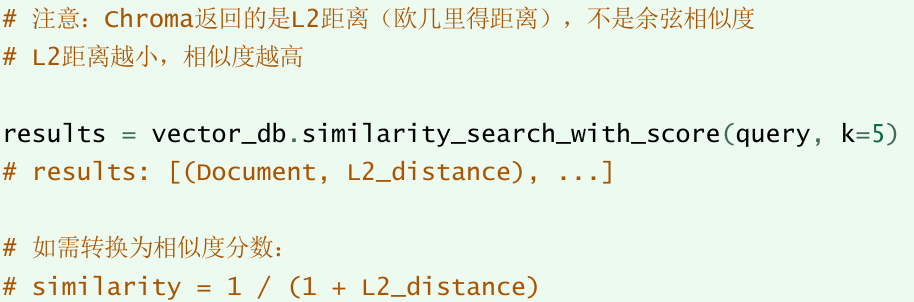 # 注意：Chroma返回的是L2距离（欧几里得距离），不是余弦相似度
# L2距离越小，相似度越高
results = vector_db.similarity_search_with_score(query, k=5)
# results: [(Document, L2_distance), ...]
# 如需转换为相似度分数：
# similarity = 1 / (1 + L2_distance)